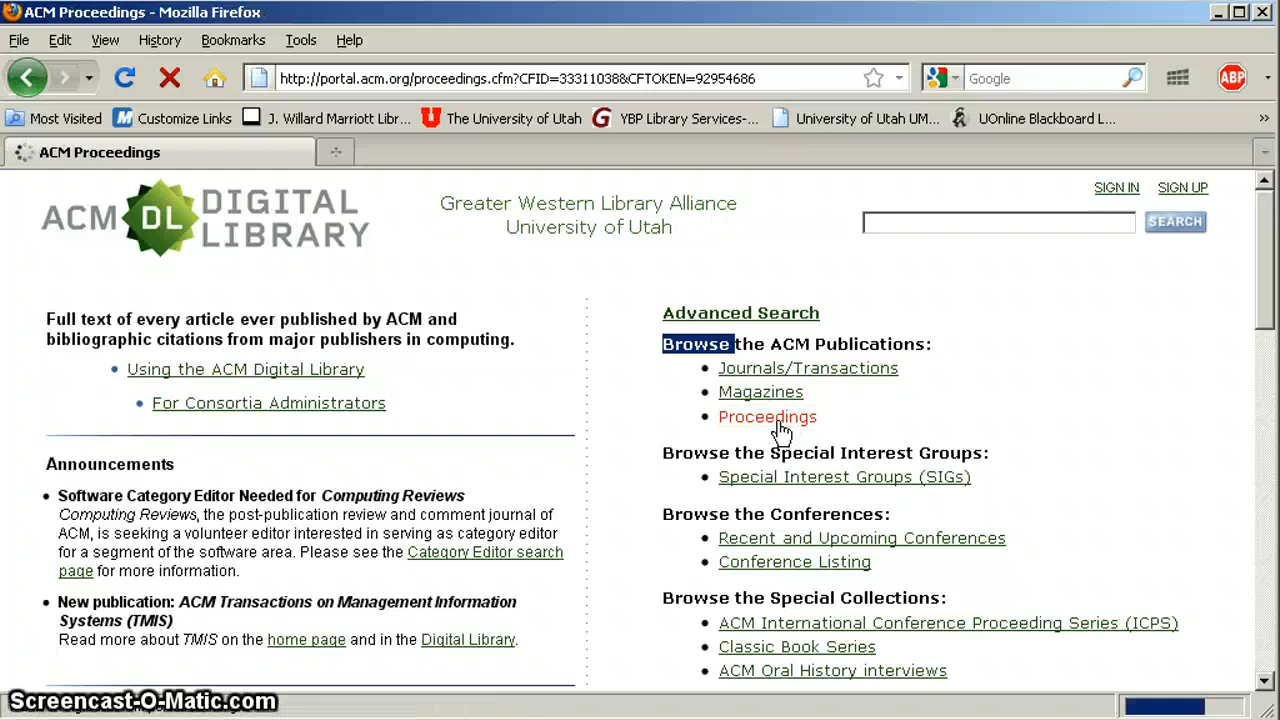 ACM Proceedings - Mozilla Firefox
File Edit View History Bookmarks Tools Help
http://portal.acm.org/proceedings.cfm?CFID=33311038&CFTOKEN=92954686
Google
ABP
Most Visited Customize Links J. Willard Marriott Libr... The University of Utah YBP Library Services-... University of Utah UM... UOnline Blackboard L...
ACM Proceedings
SIGN IN SIGN UP
ACM DL DIGITAL LIBRARY
Greater Western Library Alliance
University of Utah
SEARCH
Full text of every article ever published by ACM and
bibliographic citations from major publishers in computing.
• Using the ACM Digital Library
• For Consortia Administrators
Announcements
• Software Category Editor Needed for Computing Reviews
Computing Reviews, the post-publication review and comment journal of
ACM, is seeking a volunteer editor interested in serving as category editor
for a segment of the software area. Please see the Category Editor search
page for more information.
• New publication: ACM Transactions on Management Information
Systems (TMIS)
Read more about TMIS on the home page and in the Digital Library.
Advanced Search
Browse the ACM Publications:
• Journals/Transactions
• Magazines
• Proceedings
Browse the Special Interest Groups:
• Special Interest Groups (SIGs)
Browse the Conferences:
• Recent and Upcoming Conferences
• Conference Listing
Browse the Special Collections:
• ACM International Conference Proceeding Series (ICPS)
• Classic Book Series
• ACM Oral History interviews
Screencast-O-Matic.com